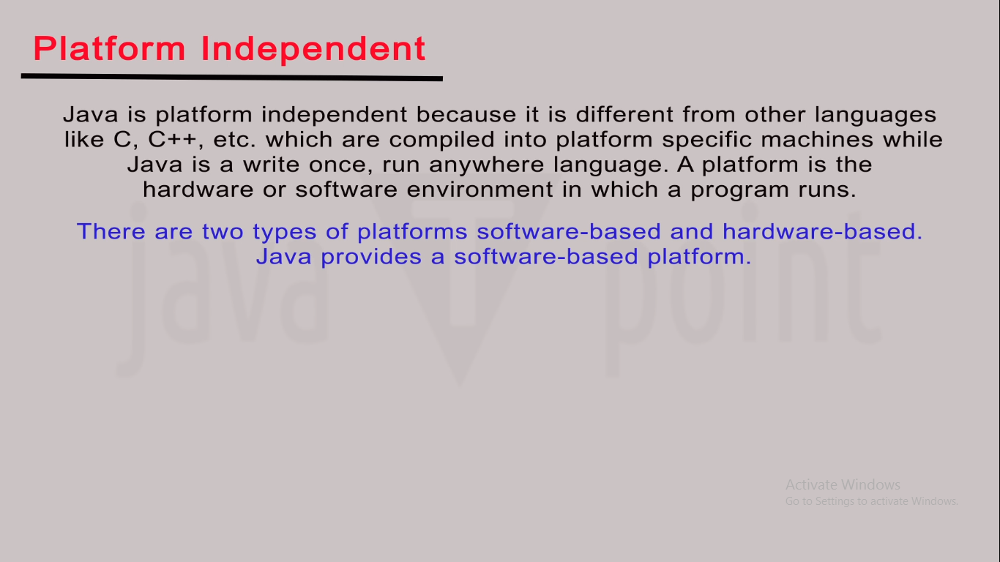 Platform Independent
Java is platform independent because it is different from other languages
like C, C++, etc. which are compiled into platform specific machines while
Java is a write once, run anywhere language. A platform is the
hardware or software environment in which a program runs.
There are two types of platforms software-based and hardware-based.
Java provides a software-based platform.
java T point
Activate Windows
Go to Settings to activate Windows.